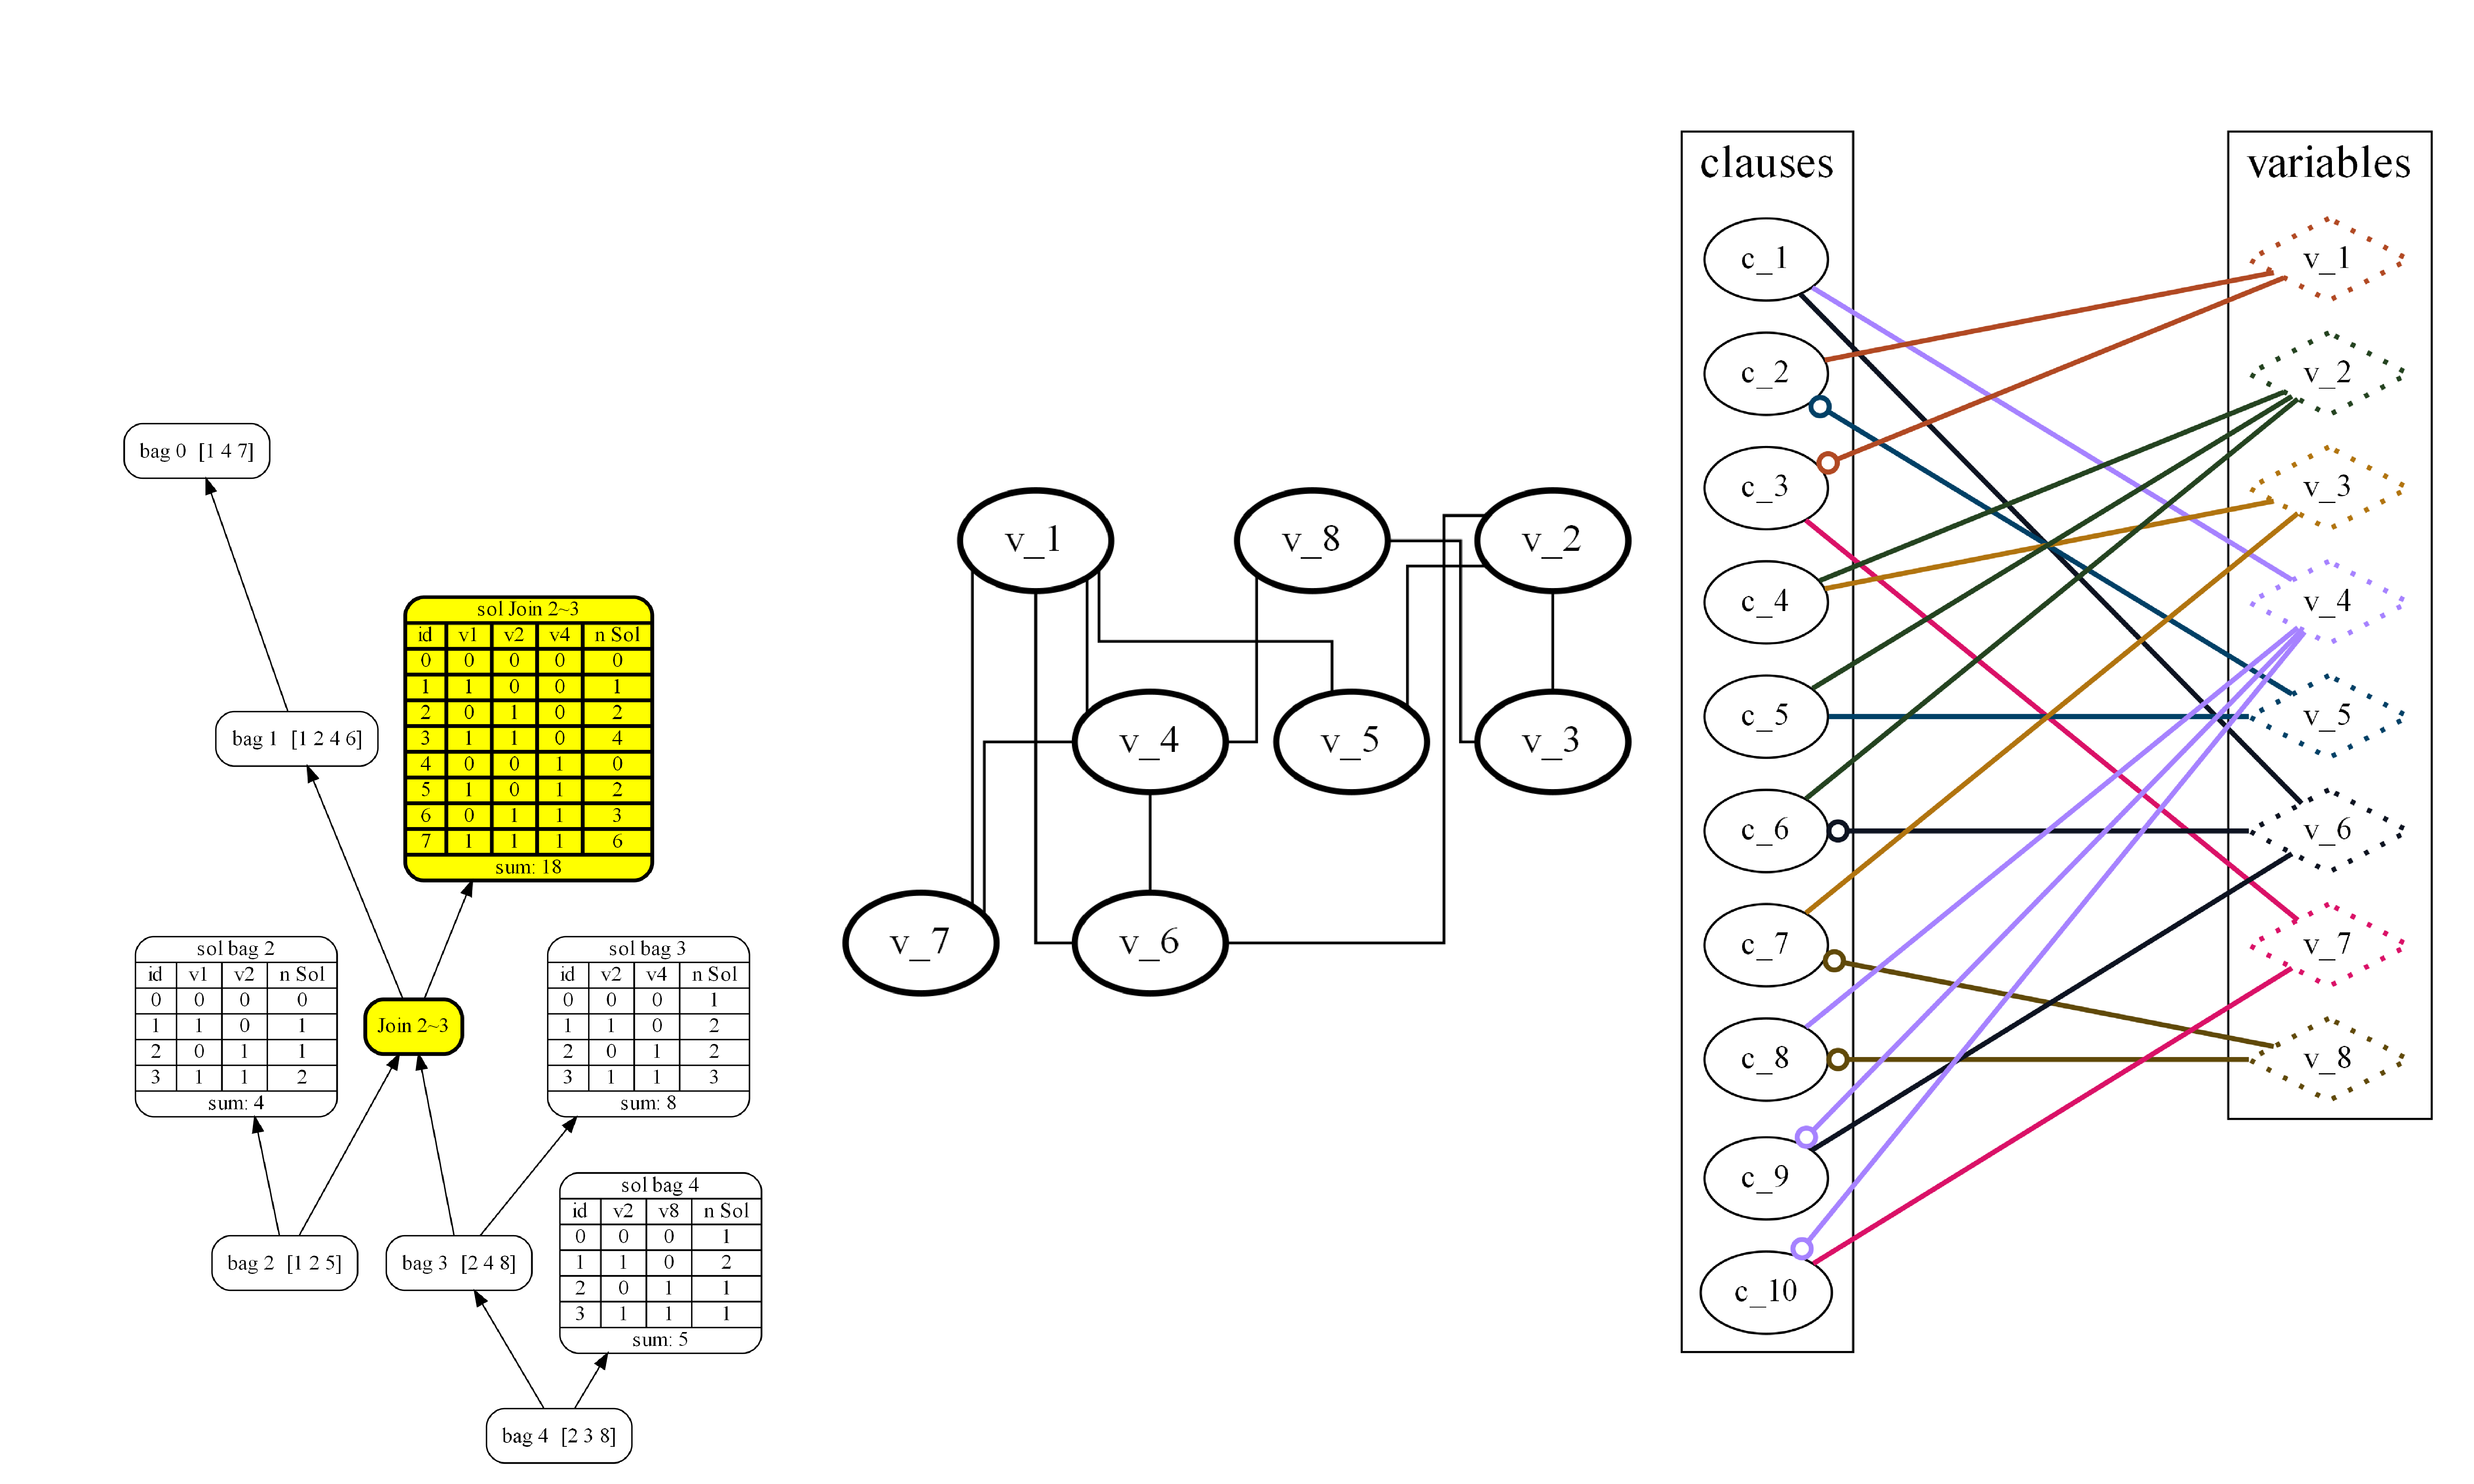 bag 0 [1 4 7]
bag 1 [1 2 4 6]
sol Join 2~3
id v1 v2 v4 n Sol
0 0 0 0 0
1 1 0 0 1
2 0 1 0 2
3 1 1 0 4
4 0 0 1 0
5 1 0 1 2
6 0 1 1 3
7 1 1 1 6
sum: 18
sol bag 2
id v1 v2 n Sol
0 0 0 0
1 1 0 1
2 0 1 1
3 1 1 2
sum: 4
Join 2~3
sol bag 3
id v2 v4 n Sol
0 0 0 1
1 1 0 2
2 0 1 2
3 1 1 3
sum: 8
bag 2 [1 2 5]
bag 3 [2 4 8]
sol bag 4
id v2 v8 n Sol
0 0 0 1
1 1 0 2
2 0 1 1
3 1 1 1
sum: 5
bag 4 [2 3 8]
v_1 v_8 v_2
v_4 v_5 v_3
v_7 v_6
clauses
c_1
c_2
c_3
c_4
c_5
c_6
c_7
c_8
c_9
c_10
variables
v_1
v_2
v_3
v_4
v_5
v_6
v_7
v_8